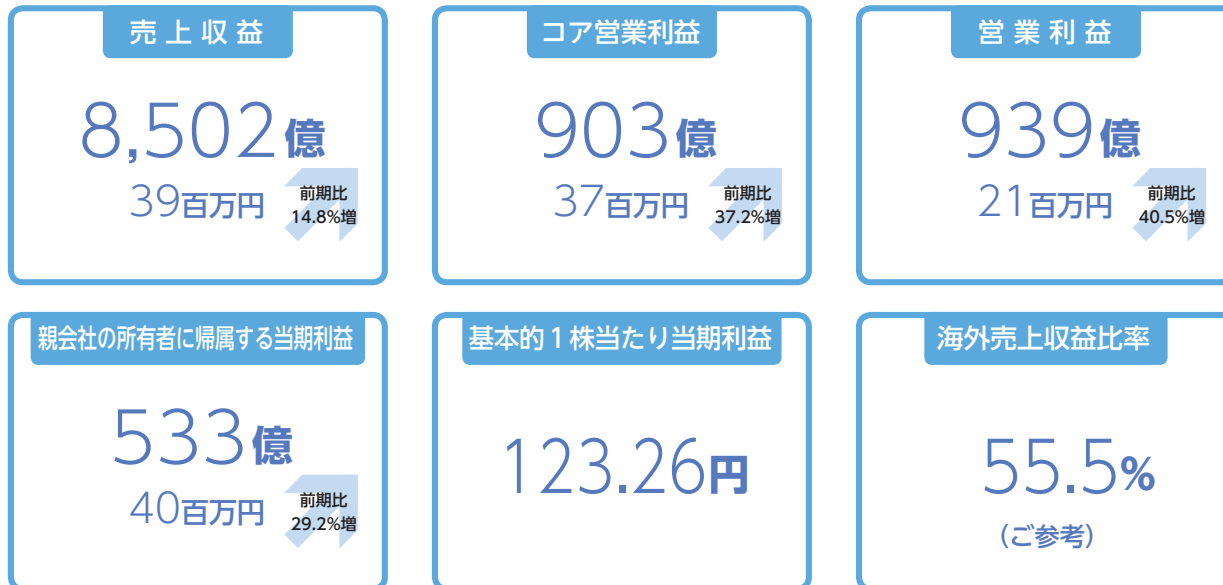 売上収益
8,502億
39百万円
前期比
14.8%増
コア営業利益
903億
37百万円
前期比
37.2%増
営業利益
939億
21百万円
前期比
40.5%増
親会社の所有者に帰属する当期利益
533億
40百万円
前期比
29.2%増
基本的1株当たり当期利益
123.26円
海外売上収益比率
55.5%
(ご参考)